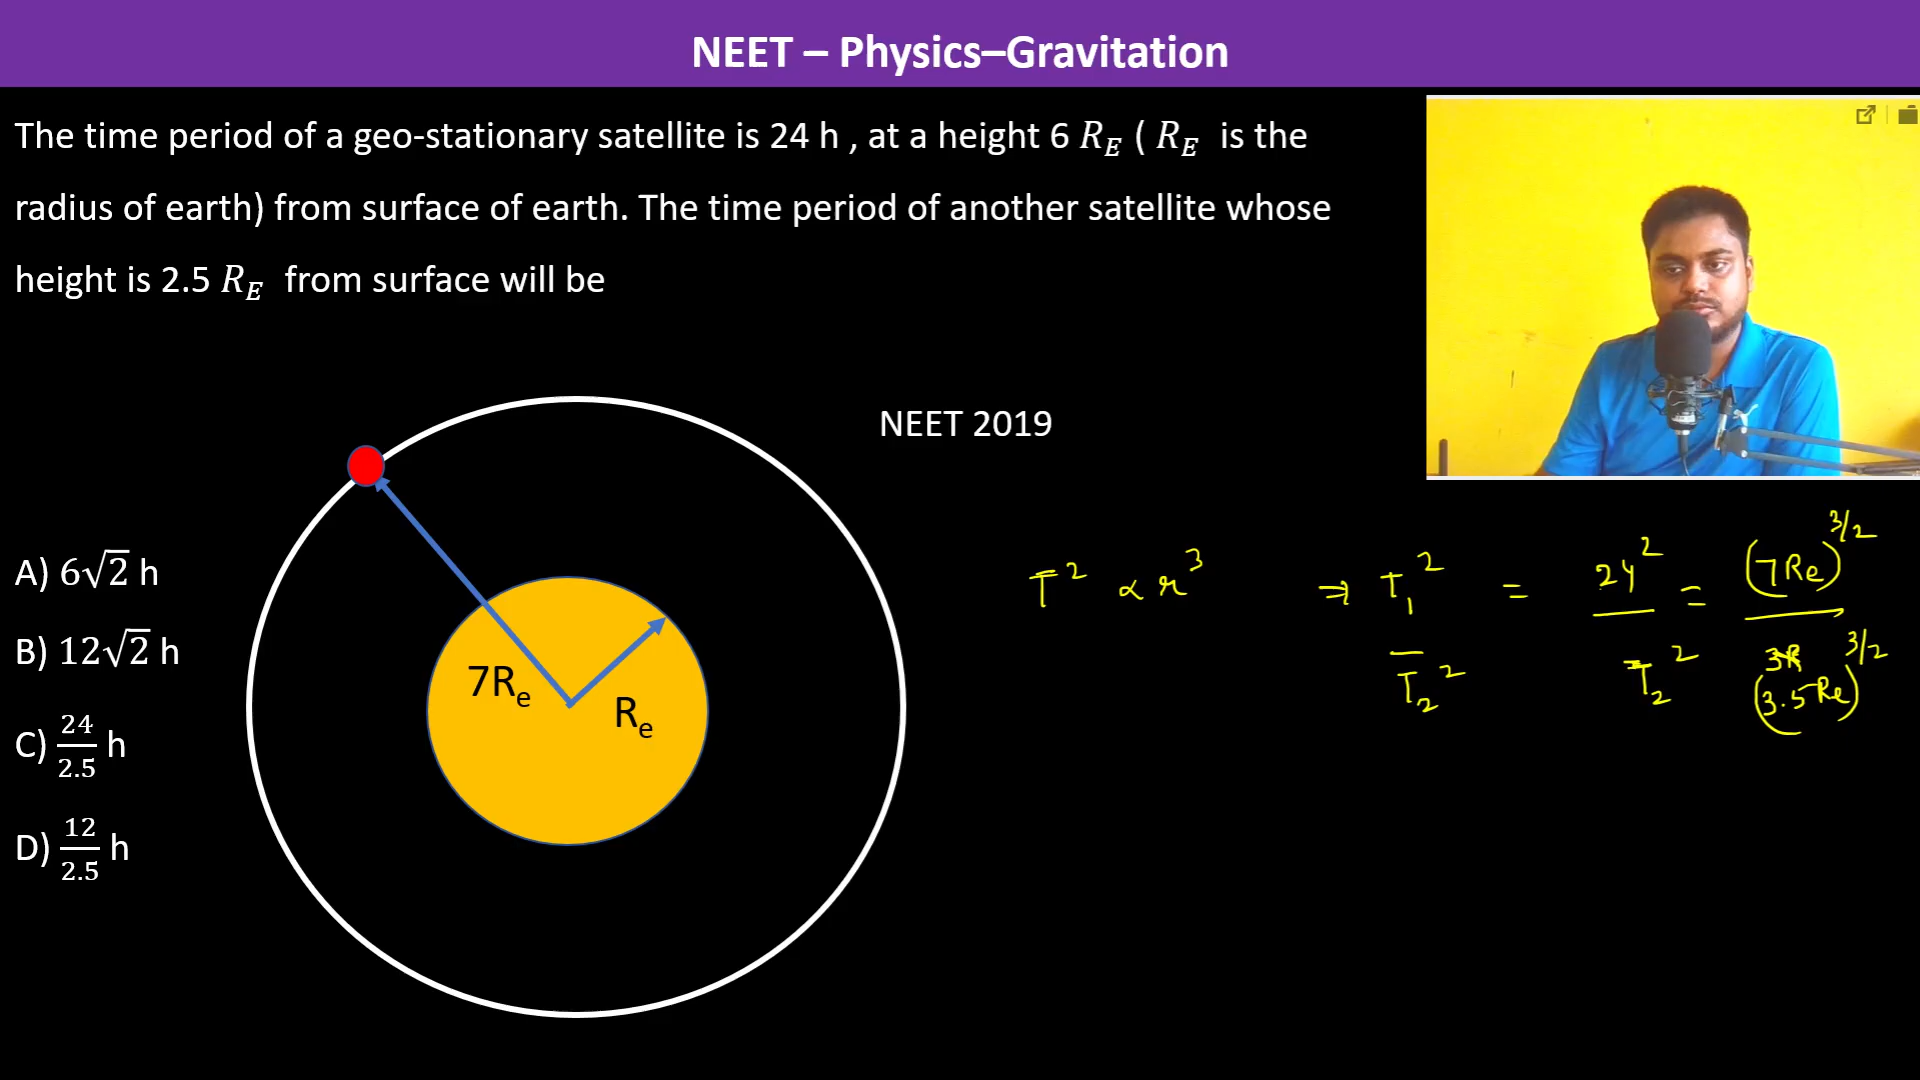 NEET – Physics–Gravitation
The time period of a geo-stationary satellite is 24 h , at a height 6 R_E ( R_E is the
radius of earth) from surface of earth. The time period of another satellite whose
height is 2.5 R_E from surface will be
NEET 2019
A) 6√2 h
B) 12√2 h
C) 24/2.5 h
D) 12/2.5 h
7Re
Re
T² ∝ r³ ⇒ T₁²/T₂² = 24²/T₂² = (7Re)^3/2/(3.5Re)^3/2